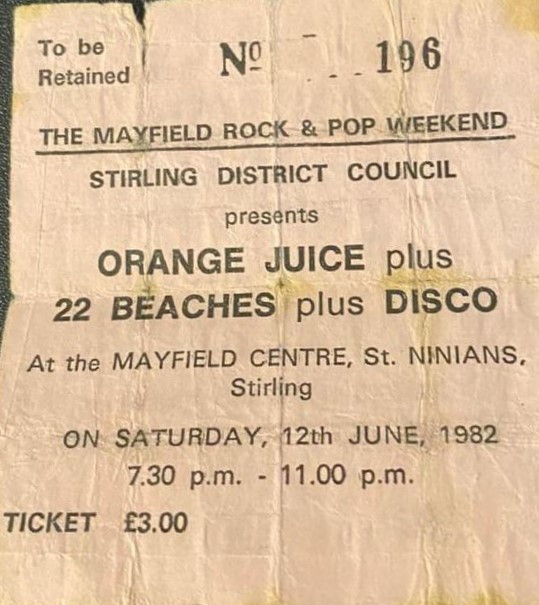 To be
Retained
Nº 196
THE MAYFIELD ROCK & POP WEEKEND
STIRLING DISTRICT COUNCIL
presents
ORANGE JUICE plus
22 BEACHES plus DISCO
At the MAYFIELD CENTRE, St. NINIANS,
Stirling
ON SATURDAY, 12th JUNE, 1982
7.30 p.m. - 11.00 p.m.
TICKET £3.00